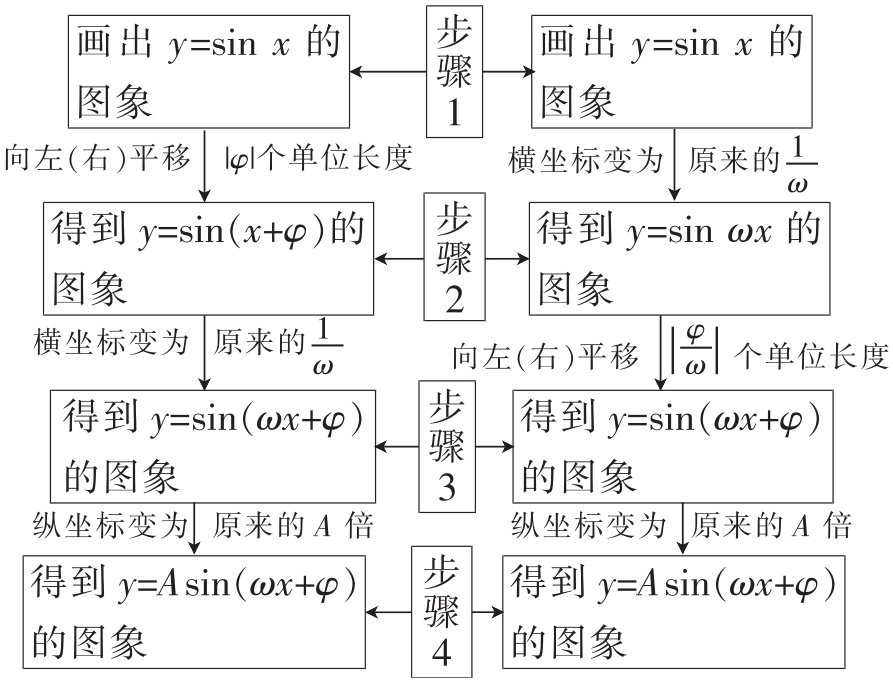 画出 y=sin x 的
图象
步
骤
1
画出 y=sin x 的
图象
向左(右)平移 |φ|个单位长度
横坐标变为 原来的 1/ω
得到 y=sin(x+φ)的
图象
步
骤
2
得到 y=sin ωx 的
图象
横坐标变为 原来的 1/ω
向左(右)平移 |φ/ω| 个单位长度
得到 y=sin(ωx+φ)
的图象
步
骤
3
得到 y=sin(ωx+φ)
的图象
纵坐标变为 原来的 A 倍
纵坐标变为 原来的 A 倍
得到 y=A sin(ωx+φ)
的图象
步
骤
4
得到 y=A sin(ωx+φ)
的图象